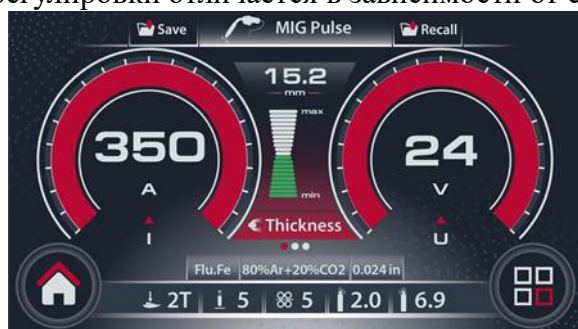 регулировки отличается в зависимости от
Save MIG Pulse Recall
15.2
mm
max
350
A
I
24
V
U
min
Thickness
Flu.Fe 80%Ar+20%CO2 0.024 in
2T 5 5 2.0 6.9